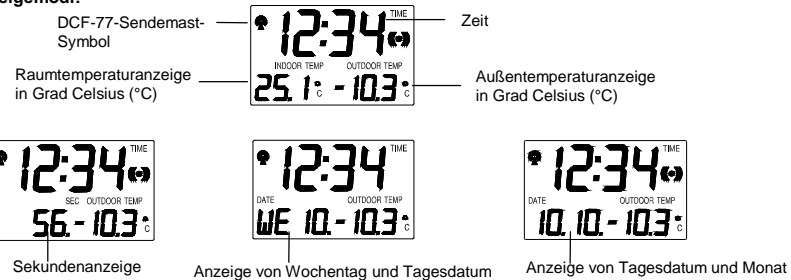 DCF-77-Sendemast-
Symbol
TIME
12:34
Zeit
INDOOR TEMP OUTDOOR TEMP
25.1 °C -10.3 °C
Raumtemperaturanzeige
in Grad Celsius (°C)
Außentemperaturanzeige
in Grad Celsius (°C)
TIME
12:34
SEC OUTDOOR TEMP
56. -10.3 °C
Sekundenanzeige
TIME
12:34
DATE OUTDOOR TEMP
WE 10. -10.3 °C
Anzeige von Wochentag und Tagesdatum
TIME
12:34
DATE OUTDOOR TEMP
10. 10. -10.3 °C
Anzeige von Tagesdatum und Monat